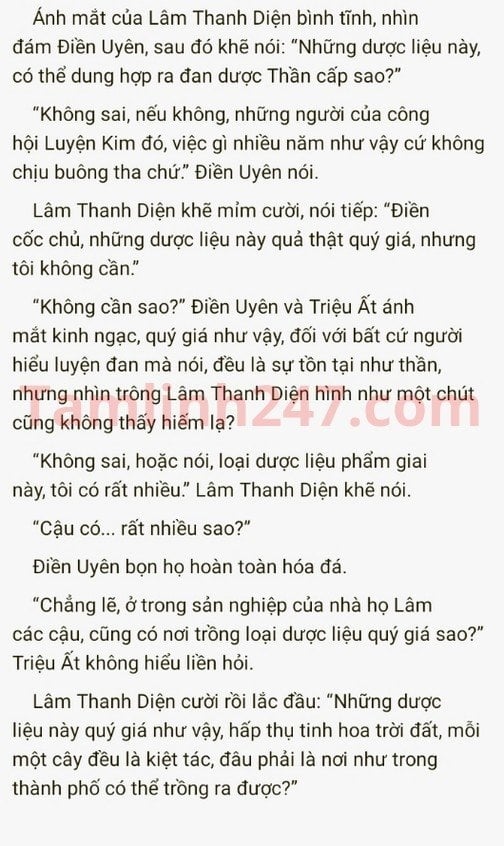 Ánh mắt của Lâm Thanh Diện bình tĩnh, nhìn
đám Điền Uyên, sau đó khẽ nói: “Những dược liệu này,
có thể dung hợp ra đan dược Thần cấp sao?”
“Không sai, nếu không, những người của công
hội Luyện Kim đó, việc gì nhiều năm như vậy cứ không
chịu buông tha chứ.” Điền Uyên nói.
Lâm Thanh Diện khẽ mỉm cười, nói tiếp: “Điền
cốc chủ, những dược liệu này quả thật quý giá, nhưng
tôi không cần.”
“Không cần sao?” Điền Uyên và Triệu Ất ánh
mắt kinh ngạc, quý giá như vậy, đối với bất cứ người
hiểu luyện đan mà nói, đều là sự tồn tại như thần,
nhưng nhìn trông Lâm Thanh Diện hình như một chút
Tamlinh247.com
cũng không thấy hiếm lạ?
“Không sai, hoặc nói, loại dược liệu phẩm giai
này, tôi có rất nhiều.” Lâm Thanh Diện khẽ nói.
“Cậu có... rất nhiều sao?”
Điền Uyên bọn họ hoàn toàn hóa đá.
“Chẳng lẽ, ở trong sản nghiệp của nhà họ Lâm
các cậu, cũng có nơi trồng loại dược liệu quý giá sao?”
Triệu Ất không hiểu liền hỏi.
Lâm Thanh Diện cười rồi lắc đầu: “Những dược
liệu này quý giá như vậy, hấp thụ tinh hoa trời đất, mỗi
một cây đều là kiệt tác, đâu phải là nơi như trong
thành phố có thể trồng ra được?”